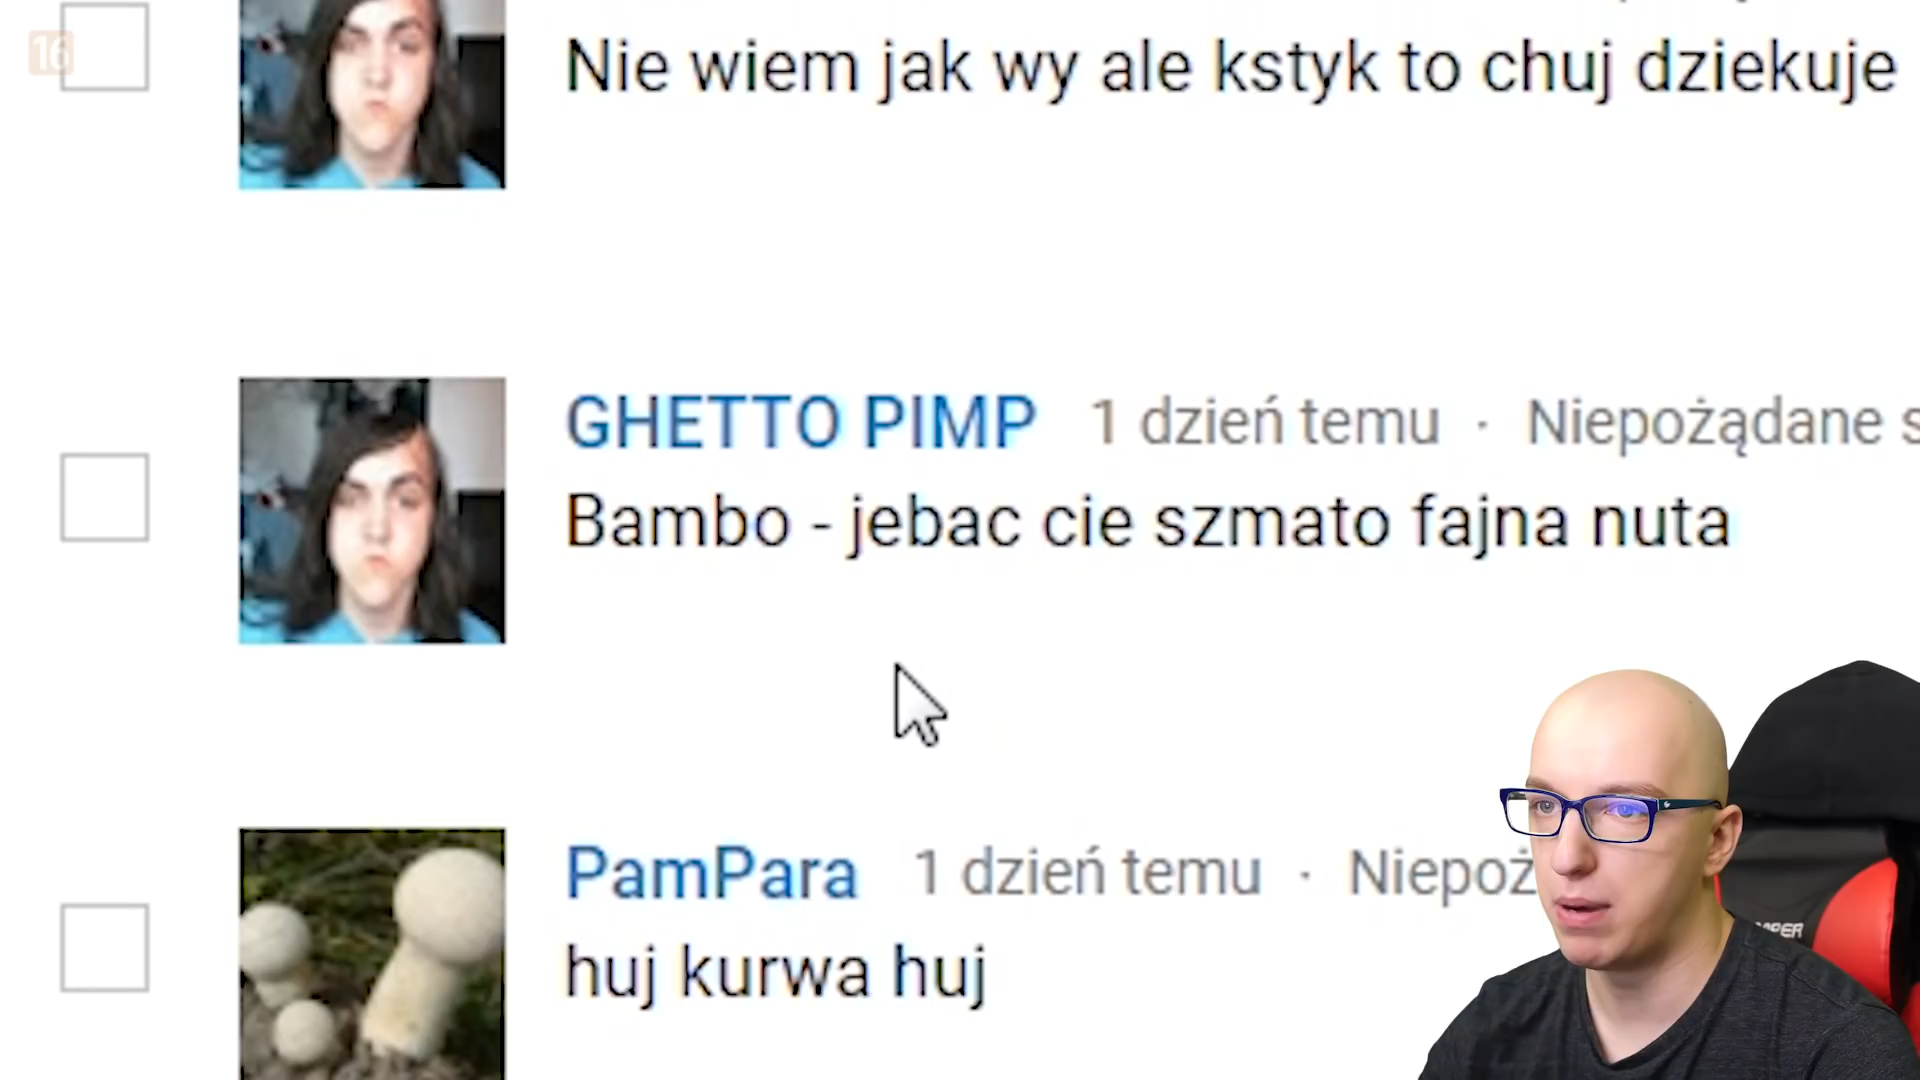 16
Nie wiem jak wy ale kstyk to chuj dziekuje
GHETTO PIMP 1 dzień temu · Niepożądane s
Bambo - jebac cie szmato fajna nuta
PamPara 1 dzień temu · Niepoż
huj kurwa huj